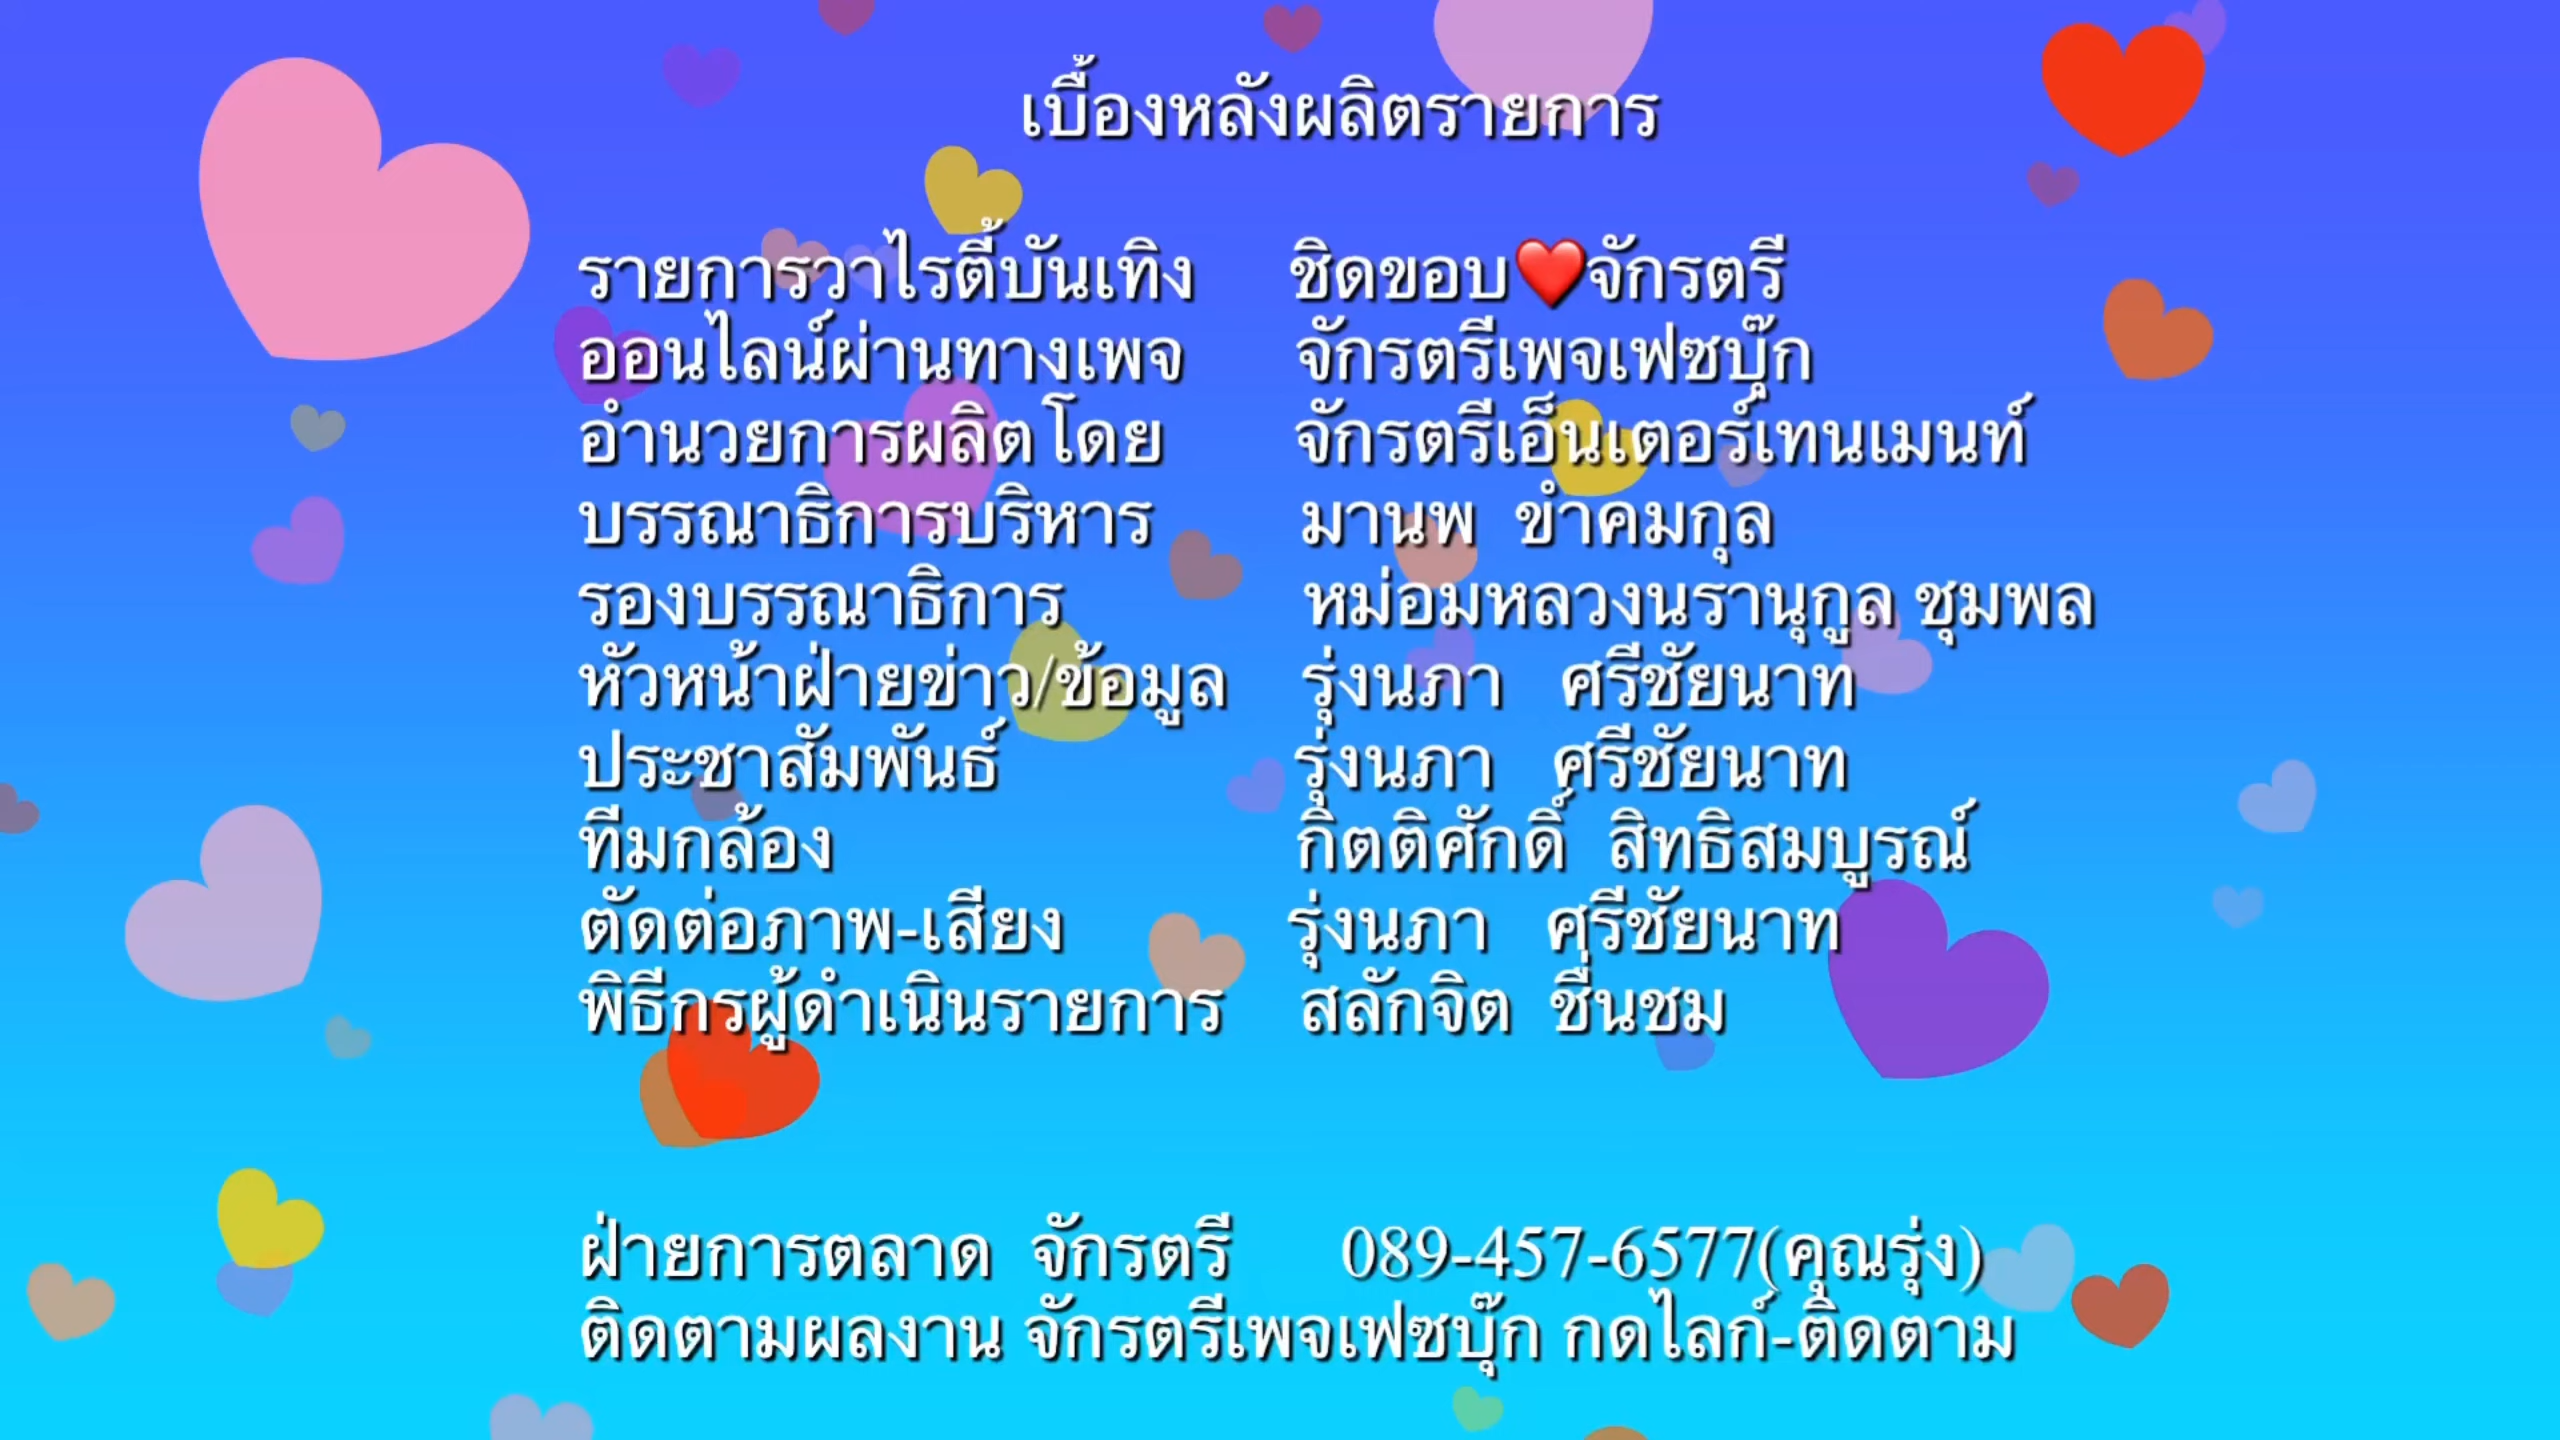 เบื้องหลังผลิตรายการ
รายการวาไรตี้บันเทิง ชิดขอบ❤️จักรตรี
ออนไลน์ผ่านทางเพจ จักรตรีเพจเฟซบุ๊ก
อำนวยการผลิตโดย จักรตรีเอ็นเตอร์เทนเมนท์
บรรณาธิการบริหาร มานพ ขำคมกุล
รองบรรณาธิการ หม่อมหลวงนรานุกูล ชุมพล
หัวหน้าฝ่ายข่าว/ข้อมูล รุ่งนภา ศรีชัยนาท
ประชาสัมพันธ์ รุ่งนภา ศรีชัยนาท
ทีมกล้อง กิตติศักดิ์ สิทธิสมบูรณ์
ตัดต่อภาพ-เสียง รุ่งนภา ศรีชัยนาท
พิธีกรผู้ดำเนินรายการ สลักจิต ชื่นชม
ฝ่ายการตลาด จักรตรี 089-457-6577(คุณรุ่ง)
ติดตามผลงาน จักรตรีเพจเฟซบุ๊ก กดไลก์-ติดตาม